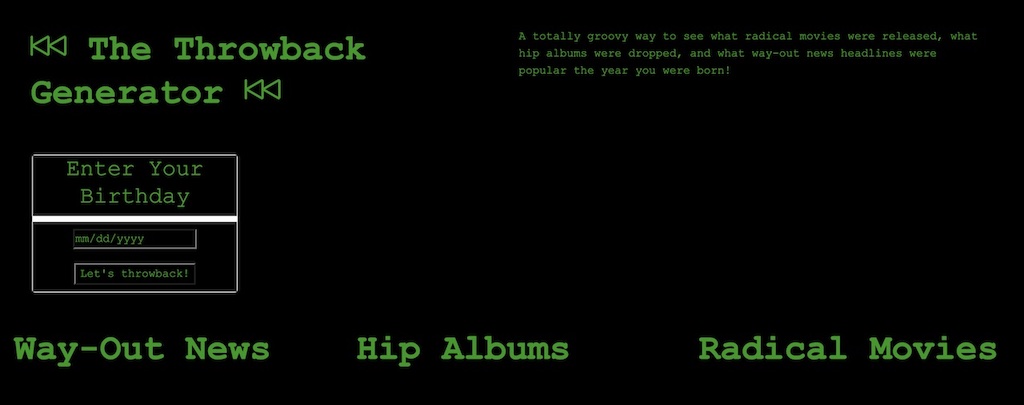 The Throwback
Generator
A totally groovy way to see what radical movies were released, what
hip albums were dropped, and what way-out news headlines were
popular the year you were born!
Enter Your
Birthday
mm/dd/yyyy
Let's throwback!
Way-Out News
Hip Albums
Radical Movies